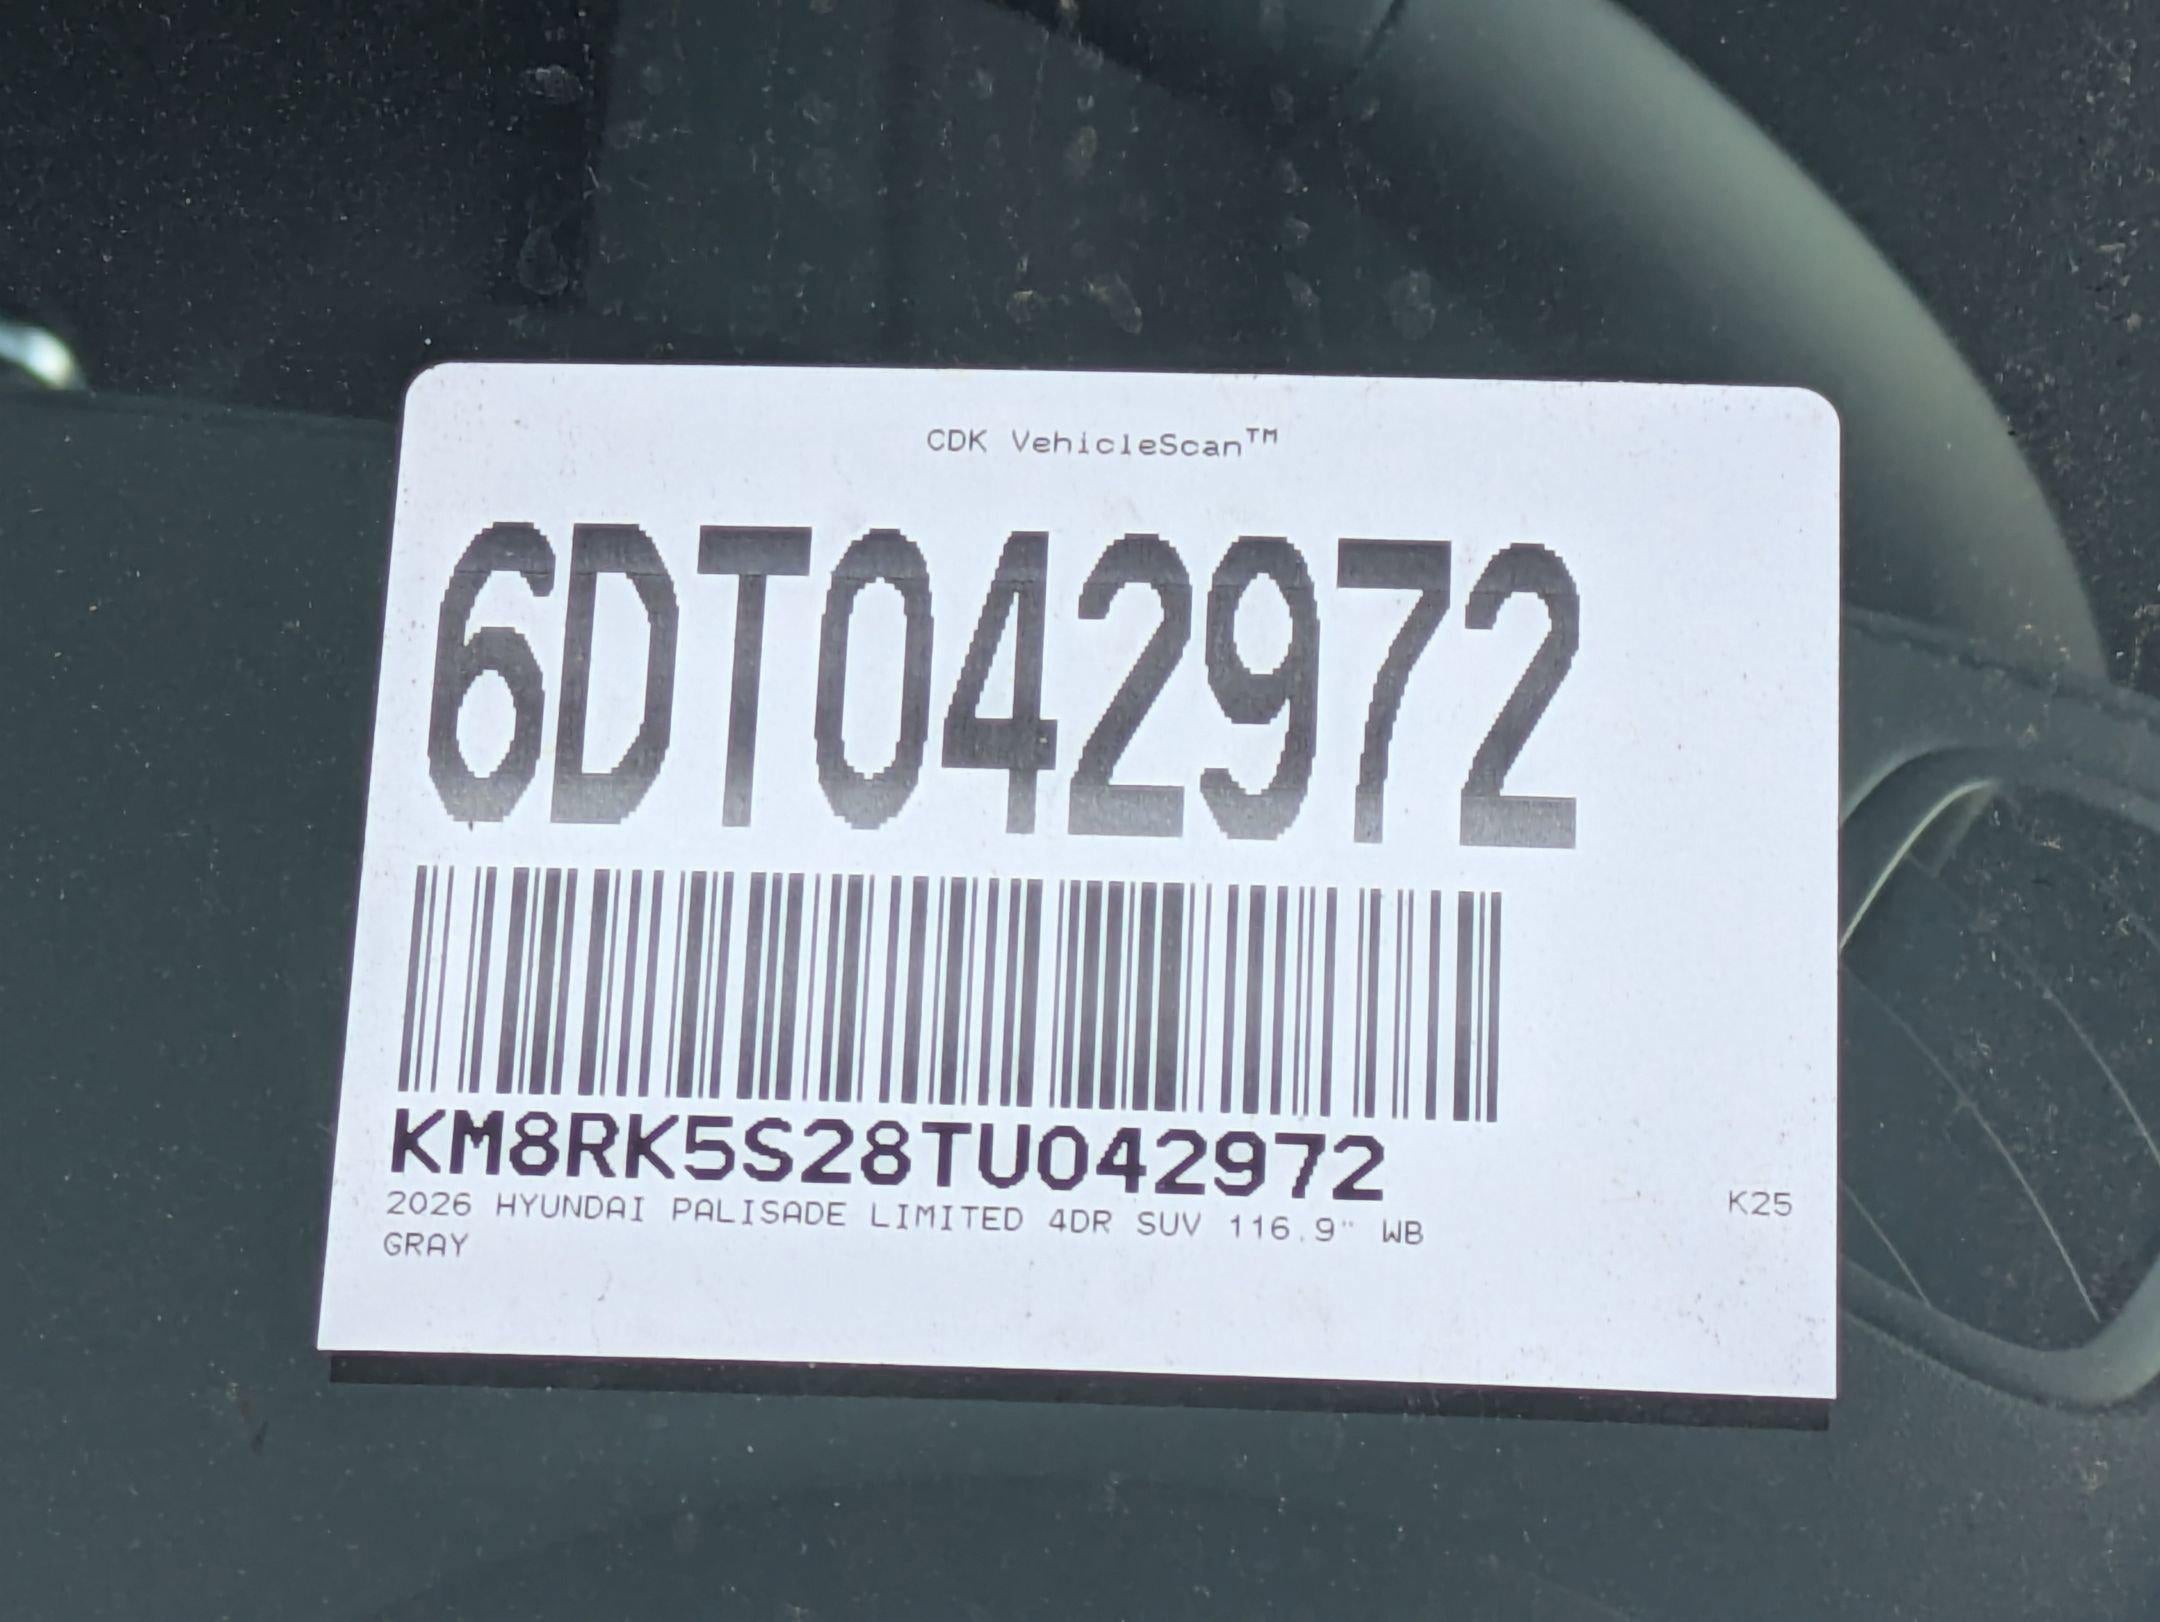 CDK VehicleScan™
6DT042972
KM8RK5S28TU042972
2026 HYUNDAI PALISADE LIMITED 4DR SUV 116.9" WB
K25
GRAY